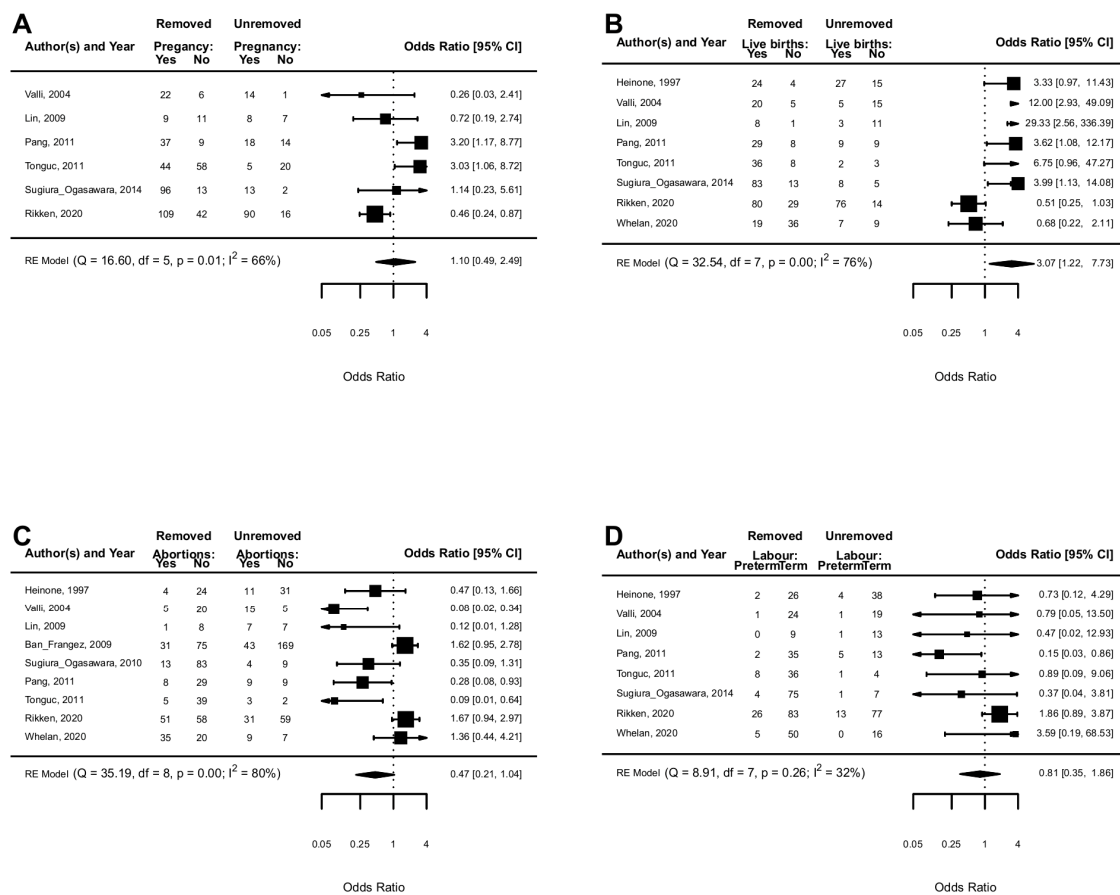 A
Removed Unremoved
Author(s) and Year Pregancy: Pregnancy: Odds Ratio [95% CI]
Yes No Yes No
Valli, 2004 22 6 14 1 0.26 [0.03, 2.41]
Lin, 2009 9 11 8 7 0.72 [0.19, 2.74]
Pang, 2011 37 9 18 14 3.20 [1.17, 8.77]
Tonguc, 2011 44 58 5 20 3.03 [1.06, 8.72]
Sugiura_Ogasawara, 2014 96 13 13 2 1.14 [0.23, 5.61]
Rikken, 2020 109 42 90 16 0.46 [0.24, 0.87]
RE Model (Q = 16.60, df = 5, p = 0.01; I² = 66%) 1.10 [0.49, 2.49]
0.05 0.25 1 4
Odds Ratio
B
Removed Unremoved
Author(s) and Year Live births: Live births: Odds Ratio [95% CI]
Yes No Yes No
Heinone, 1997 24 4 27 15 3.33 [0.97, 11.43]
Valli, 2004 20 5 5 15 12.00 [2.93, 49.09]
Lin, 2009 8 1 3 11 29.33 [2.56, 336.39]
Pang, 2011 29 8 9 9 3.62 [1.08, 12.17]
Tonguc, 2011 36 8 2 3 6.75 [0.96, 47.27]
Sugiura_Ogasawara, 2014 83 13 8 5 3.99 [1.13, 14.08]
Rikken, 2020 80 29 76 14 0.51 [0.25, 1.03]
Whelan, 2020 19 36 7 9 0.68 [0.22, 2.11]
RE Model (Q = 32.54, df = 7, p = 0.00; I² = 76%) 3.07 [1.22, 7.73]
0.05 0.25 1 4
Odds Ratio
C
Removed Unremoved
Author(s) and Year Abortions: Abortions: Odds Ratio [95% CI]
Yes No Yes No
Heinone, 1997 4 24 11 31 0.47 [0.13, 1.66]
Valli, 2004 5 20 15 5 0.08 [0.02, 0.34]
Lin, 2009 1 8 7 7 0.12 [0.01, 1.28]
Ban_Frangez, 2009 31 75 43 169 1.62 [0.95, 2.78]
Sugiura_Ogasawara, 2010 13 83 4 9 0.35 [0.09, 1.31]
Pang, 2011 8 29 9 9 0.28 [0.08, 0.93]
Tonguc, 2011 5 39 3 2 0.09 [0.01, 0.64]
Rikken, 2020 51 58 31 59 1.67 [0.94, 2.97]
Whelan, 2020 35 20 9 7 1.36 [0.44, 4.21]
RE Model (Q = 35.19, df = 8, p = 0.00; I² = 80%) 0.47 [0.21, 1.04]
0.05 0.25 1 4
Odds Ratio
D
Removed Unremoved
Author(s) and Year Labour: Labour: Odds Ratio [95% CI]
PretermTerm PretermTerm
Heinone, 1997 2 26 4 38 0.73 [0.12, 4.29]
Valli, 2004 1 24 1 19 0.79 [0.05, 13.50]
Lin, 2009 0 9 1 13 0.47 [0.02, 12.93]
Pang, 2011 2 35 5 13 0.15 [0.03, 0.86]
Tonguc, 2011 8 36 1 4 0.89 [0.09, 9.06]
Sugiura_Ogasawara, 2014 4 75 1 7 0.37 [0.04, 3.81]
Rikken, 2020 26 83 13 77 1.86 [0.89, 3.87]
Whelan, 2020 5 50 0 16 3.59 [0.19, 68.53]
RE Model (Q = 8.91, df = 7, p = 0.26; I² = 32%) 0.81 [0.35, 1.86]
0.05 0.25 1 4
Odds Ratio